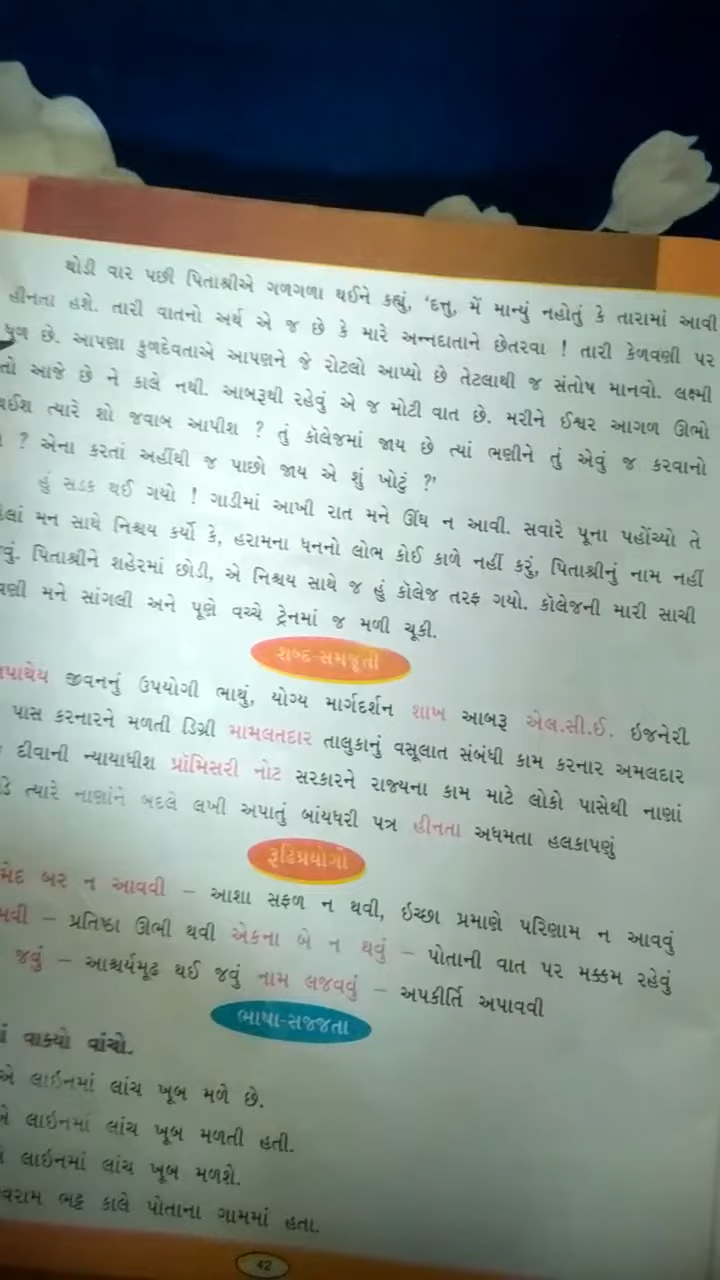 થોડી વાર પછી પિતાશ્રીએ ગળગળા થઈને કહ્યું, ‘દત્તુ, મેં માન્યું નહોતું કે તારામાં આવી
હીનતા હશે. તારી વાતનો અર્થ એ જ છે કે મારે અન્નદાતાને છેતરવા ! તારી કેળવણી પર
ધૂળ છે. આપણા કુળદેવતાએ આપણને જે રોટલો આપ્યો છે તેટલાથી જ સંતોષ માનવો. લક્ષ્મી
તો આજે છે ને કાલે નથી. આબરૂથી રહેવું એ જ મોટી વાત છે. મરીને ઈશ્વર આગળ ઊભો
ત્યારે શો જવાબ આપીશ ? તું કૉલેજમાં જાય છે ત્યાં ભણીને તું એવું જ કરવાનો
? એના કરતાં અહીંથી જ પાછો જાય એ શું ખોટું ?’
હું સડક થઈ ગયો ! ગાડીમાં આખી રાત મને ઊંઘ ન આવી. સવારે પૂના પહોંચ્યો તે
મન સાથે નિશ્ચય કર્યો કે, હરામના ધનનો લોભ કોઈ કાળે નહીં કરું, પિતાશ્રીનું નામ નહીં
પિતાશ્રીને શહેરમાં છોડી, એ નિશ્ચય સાથે જ હું કૉલેજ તરફ ગયો. કૉલેજની મારી સાચી
મને સાંગલી અને પૂણે વચ્ચે ટ્રેનમાં જ મળી ચૂકી.
શબ્દ-સમજૂતી
જીવનનું ઉપયોગી ભાથું, યોગ્ય માર્ગદર્શન શાખ આબરૂ એલ.સી.ઈ. ઇજનેરી
પાસ કરનારને મળતી ડિગ્રી મામલતદાર તાલુકાનું વસૂલાત સંબંધી કામ કરનાર અમલદાર
દીવાની ન્યાયાધીશ પ્રૉમિસરી નોટ સરકારને રાજ્યના કામ માટે લોકો પાસેથી નાણાં
ત્યારે નાણાંને બદલે લખી અપાતું બાંયધરી પત્ર હીનતા અધમતા હલકાપણું
રૂઢિપ્રયોગો
બર ન આવવી – આશા સફળ ન થવી, ઇચ્છા પ્રમાણે પરિણામ ન આવવું
– પ્રતિષ્ઠા ઊભી થવી એકના બે ન થવું – પોતાની વાત પર મક્કમ રહેવું
જવું – આશ્ચર્યમૂઢ થઈ જવું નામ લજવવું – અપકીર્તિ અપાવવી
ભાષા-સજ્જતા
વાક્યો વાંચો.
એ લાઇનમાં લાંચ ખૂબ મળે છે.
લાઇનમાં લાંચ ખૂબ મળતી હતી.
લાઇનમાં લાંચ ખૂબ મળશે.
ભટ્ટ કાલે પોતાના ગામમાં હતા.
42